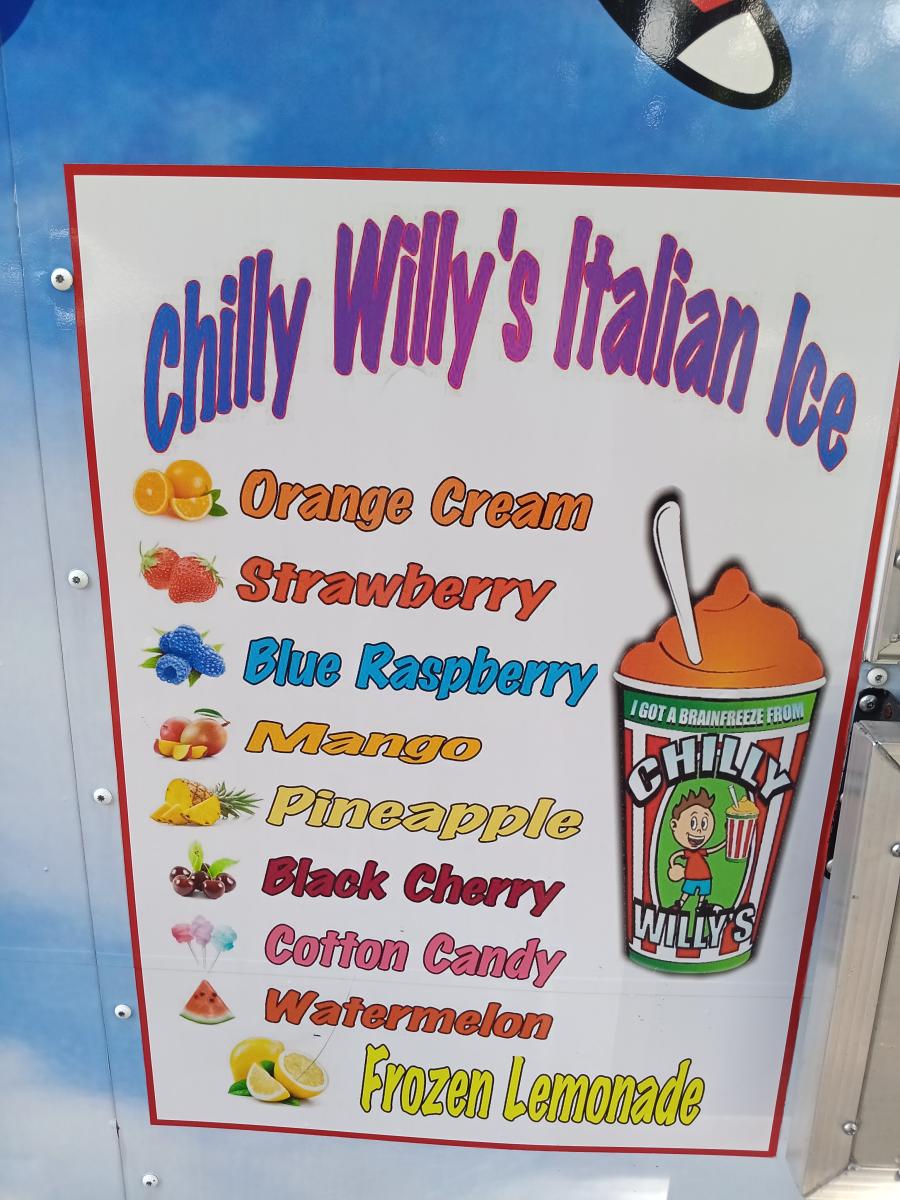 Chilly Willy's Italian Ice
Orange Cream
Strawberry
Blue Raspberry
Mango
Pineapple
Black Cherry
Cotton Candy
Watermelon
Frozen Lemonade
I GOT A BRAINFREEZE FROM
CHILLY
WILLY'S